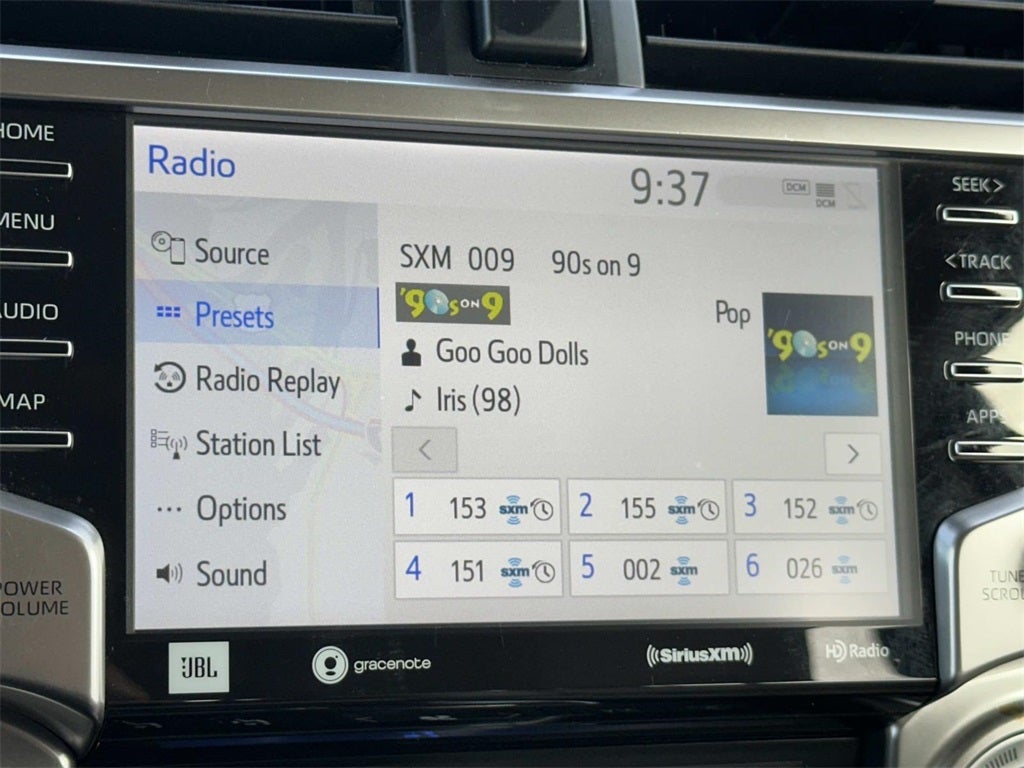 HOME
MENU
AUDIO
MAP
POWER
VOLUME
Radio
9:37
DCM
DCM
Source
Presets
Radio Replay
Station List
Options
Sound
SXM 009 90s on 9
'90s ON 9
Pop
'90s ON 9
Goo Goo Dolls
Iris (98)
<
>
1 153 sxm
2 155 sxm
3 152 sxm
4 151 sxm
5 002 sxm
6 026 sxm
SEEK>
<TRACK
PHONE
APPS
TUNE
SCROLL
JBL
gracenote
((SiriusXM))
HD Radio